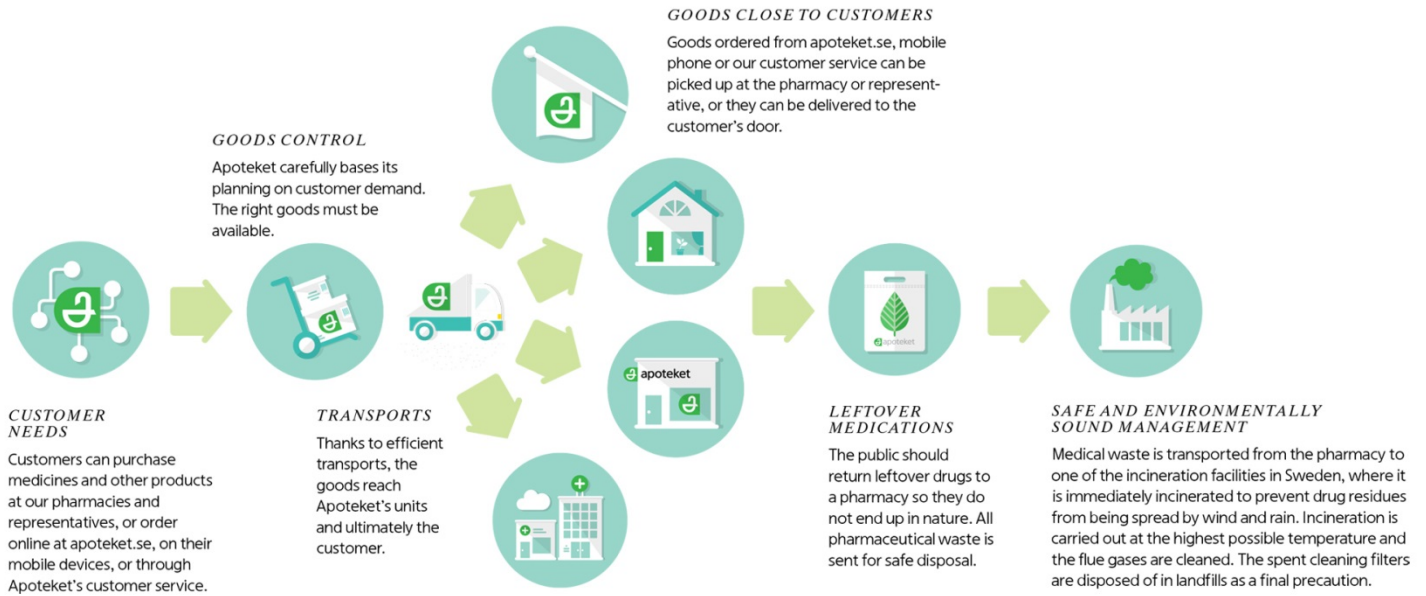 GOODS CLOSE TO CUSTOMERS
Goods ordered from apoteket.se, mobile
phone or our customer service can be
picked up at the pharmacy or represent-
ative, or they can be delivered to the
customer's door.
GOODS CONTROL
Apoteket carefully bases its
planning on customer demand.
The right goods must be
available.
apoteket
apoteket
CUSTOMER
NEEDS
Customers can purchase
medicines and other products
at our pharmacies and
representatives, or order
online at apoteket.se, on their
mobile devices, or through
Apoteket's customer service.
TRANSPORTS
Thanks to efficient
transports, the
goods reach
Apoteket's units
and ultimately the
customer.
LEFTOVER
MEDICATIONS
The public should
return leftover drugs to
a pharmacy so they do
not end up in nature. All
pharmaceutical waste is
sent for safe disposal.
SAFE AND ENVIRONMENTALLY
SOUND MANAGEMENT
Medical waste is transported from the pharmacy to
one of the incineration facilities in Sweden, where it
is immediately incinerated to prevent drug residues
from being spread by wind and rain. Incineration is
carried out at the highest possible temperature and
the flue gases are cleaned. The spent cleaning filters
are disposed of in landfills as a final precaution.